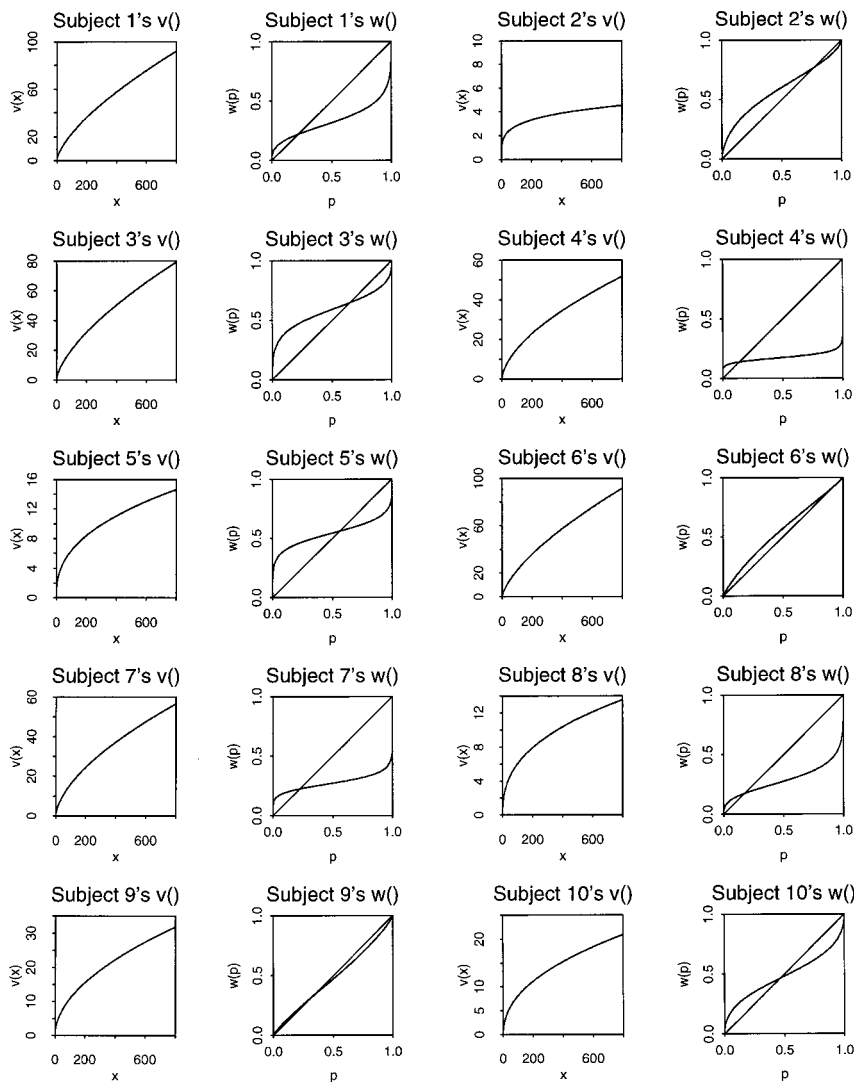 Subject 1's v() Subject 1's w() Subject 2's v() Subject 2's w()
v(x) 0 20 40 60 100
0 200 600
x
w(p) 0.0 0.5 1.0
0.0 0.5 1.0
p
v(x) 0 2 4 6 8 10
0 200 600
x
w(p) 0.0 0.5 1.0
0.0 0.5 1.0
p
Subject 3's v() Subject 3's w() Subject 4's v() Subject 4's w()
v(x) 0 20 40 60 80
0 200 600
x
w(p) 0.0 0.5 1.0
0.0 0.5 1.0
p
v(x) 0 20 40 60
0 200 600
x
w(p) 0.0 0.5 1.0
0.0 0.5 1.0
p
Subject 5's v() Subject 5's w() Subject 6's v() Subject 6's w()
v(x) 0 4 8 12 16
0 200 600
x
w(p) 0.0 0.5 1.0
0.0 0.5 1.0
p
v(x) 0 20 40 60 100
0 200 600
x
w(p) 0.0 0.5 1.0
0.0 0.5 1.0
p
Subject 7's v() Subject 7's w() Subject 8's v() Subject 8's w()
v(x) 0 20 40 60
0 200 600
x
w(p) 0.0 0.5 1.0
0.0 0.5 1.0
p
v(x) 0 4 8 12
0 200 600
x
w(p) 0.0 0.5 1.0
0.0 0.5 1.0
p
Subject 9's v() Subject 9's w() Subject 10's v() Subject 10's w()
v(x) 0 5 10 20 30
0 200 600
x
w(p) 0.0 0.5 1.0
0.0 0.5 1.0
p
v(x) 0 5 10 20
0 200 600
x
w(p) 0.0 0.5 1.0
0.0 0.5 1.0
p